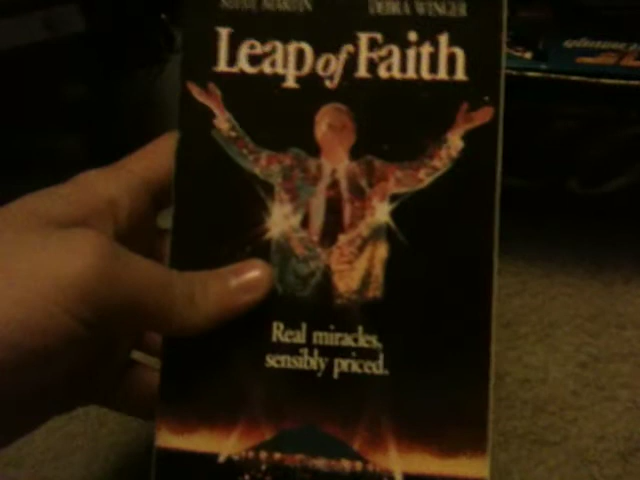 STEVE MARTIN DEBRA WINGER
Leap of Faith
Real miracles,
sensibly priced.